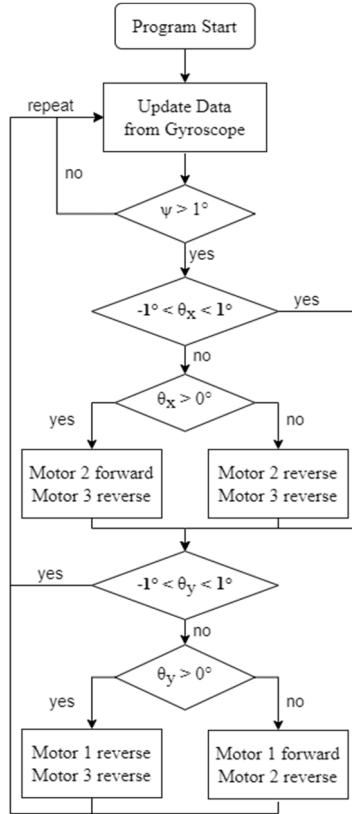 Program Start
repeat
Update Data
from Gyroscope
no
ψ > 1°
yes
-1° < θx < 1°
yes
no
θx > 0°
yes
no
Motor 2 forward
Motor 3 reverse
Motor 2 reverse
Motor 3 reverse
yes
-1° < θy < 1°
no
θy > 0°
yes
no
Motor 1 reverse
Motor 3 reverse
Motor 1 forward
Motor 2 reverse